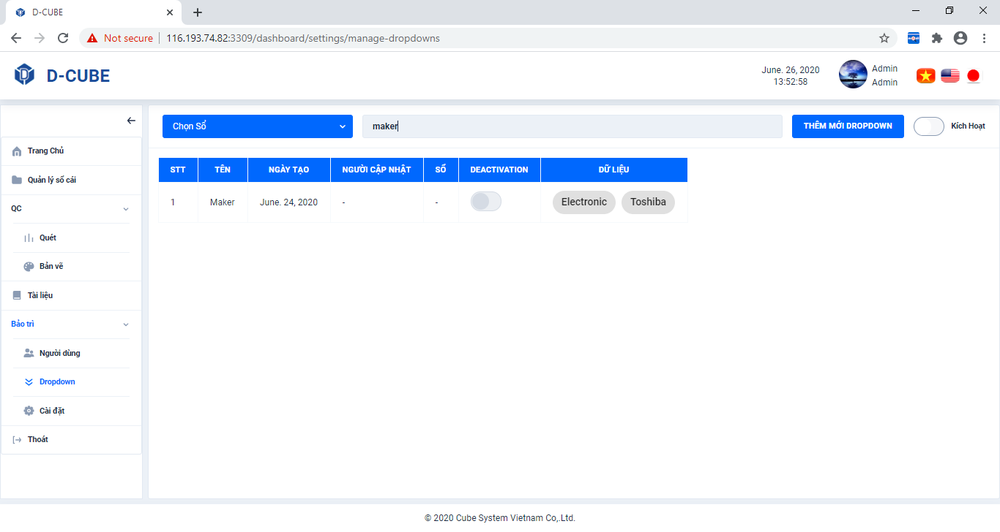 D-CUBE
Not secure
116.193.74.82:3309/dashboard/settings/manage-dropdowns
D-CUBE
June. 26, 2020
13:52:58
Admin
Admin
Trang Chủ
Quản lý sổ cái
QC
Quét
Bản vẽ
Tài liệu
Bảo trì
Người dùng
Dropdown
Cài đặt
Thoát
Chọn Sổ
maker
THÊM MỚI DROPDOWN
Kích Hoạt
STT TÊN NGÀY TẠO NGƯỜI CẬP NHẬT SỔ DEACTIVATION DỮ LIỆU
1 Maker June. 24, 2020 - - Electronic Toshiba
© 2020 Cube System Vietnam Co,.Ltd.